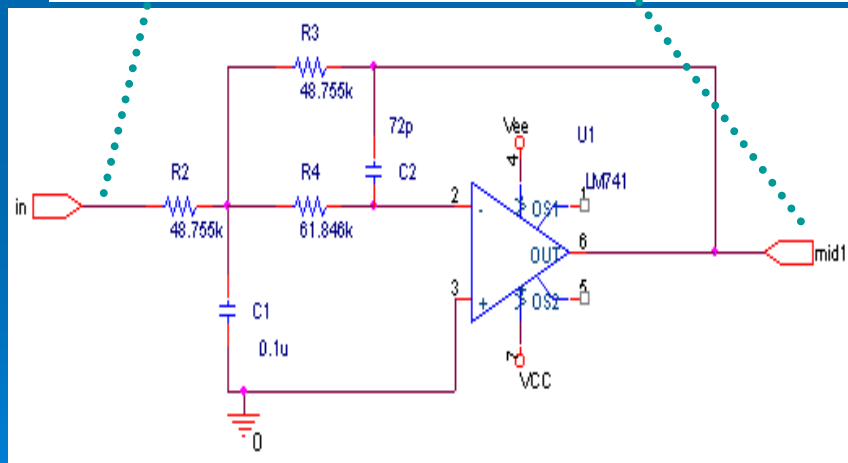 R3
48.755k
72p
C2
Vee
4
U1
LM741
R2
48.755k
R4
61.846k
in
2
-
OS1
1
OUT
6
mid1
3
+
OS2
5
7
VCC
C1
0.1u
0